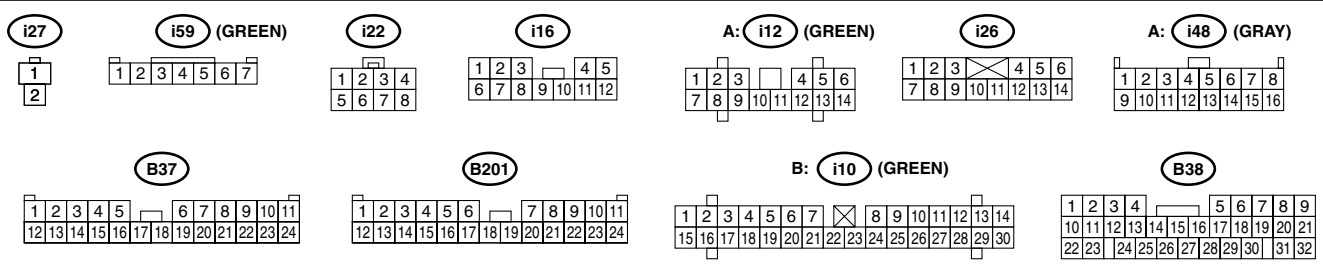 i27 i59 (GREEN) i22 i16 A: i12 (GREEN) i26 A: i48 (GRAY)
1
2
1 2 3 4 5 6 7
1 2 3 4
5 6 7 8
1 2 3 4 5
6 7 8 9 10 11 12
1 2 3 4 5 6
7 8 9 10 11 12 13 14
1 2 3 4 5 6
7 8 9 10 11 12 13 14
1 2 3 4 5 6 7 8
9 10 11 12 13 14 15 16
B37 B201 B: i10 (GREEN) B38
1 2 3 4 5 6 7 8 9 10 11
12 13 14 15 16 17 18 19 20 21 22 23 24
1 2 3 4 5 6 7 8 9 10 11
12 13 14 15 16 17 18 19 20 21 22 23 24
1 2 3 4 5 6 7 8 9 10 11 12 13 14
15 16 17 18 19 20 21 22 23 24 25 26 27 28 29 30
1 2 3 4 5 6 7 8 9
10 11 12 13 14 15 16 17 18 19 20 21
22 23 24 25 26 27 28 29 30 31 32